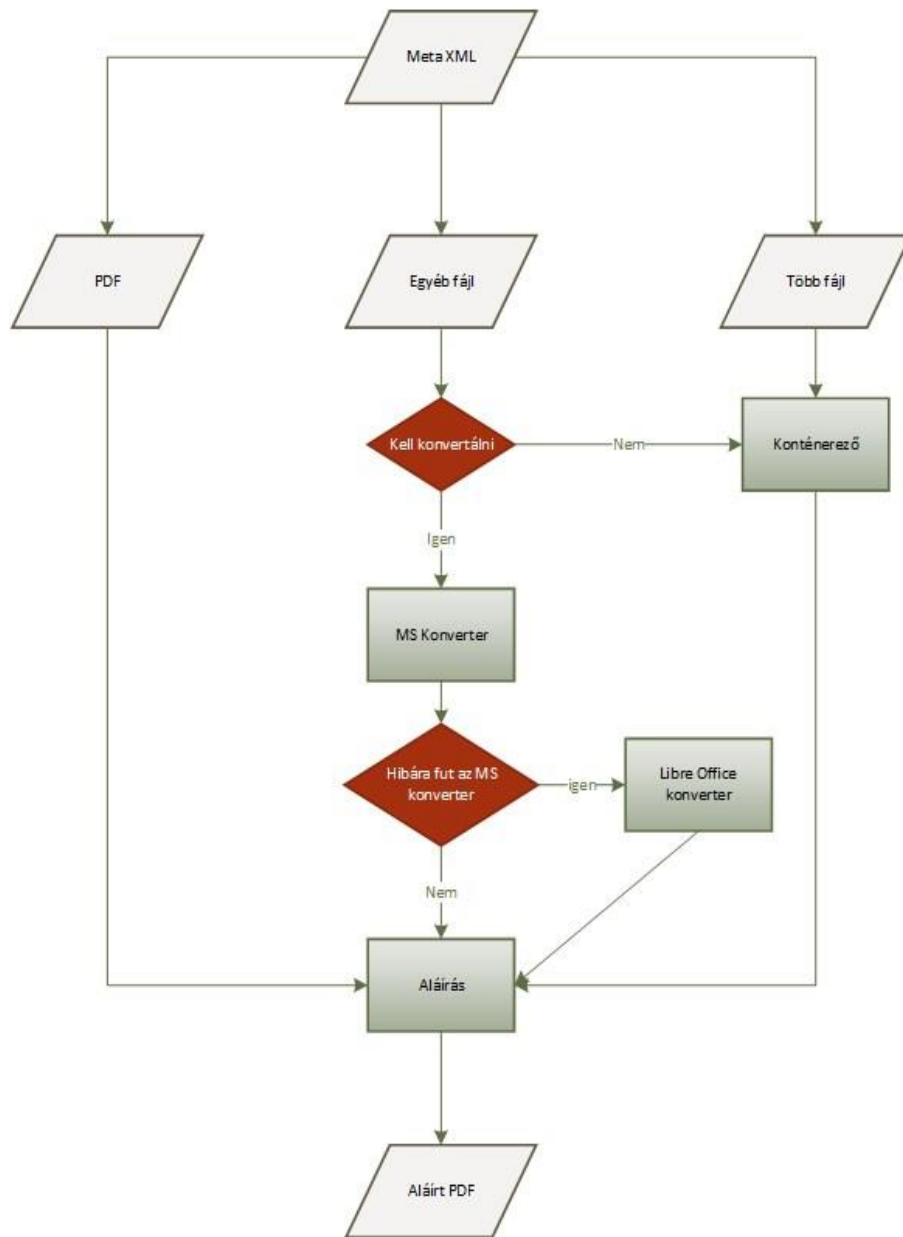 Meta XML
PDF
Egyéb fájl
Több fájl
Kell konvertálni
Nem
Konténerező
Igen
MS Konverter
Hibára fut az MS
konverter
igen
Libre Office
konverter
Nem
Aláírás
Aláírt PDF